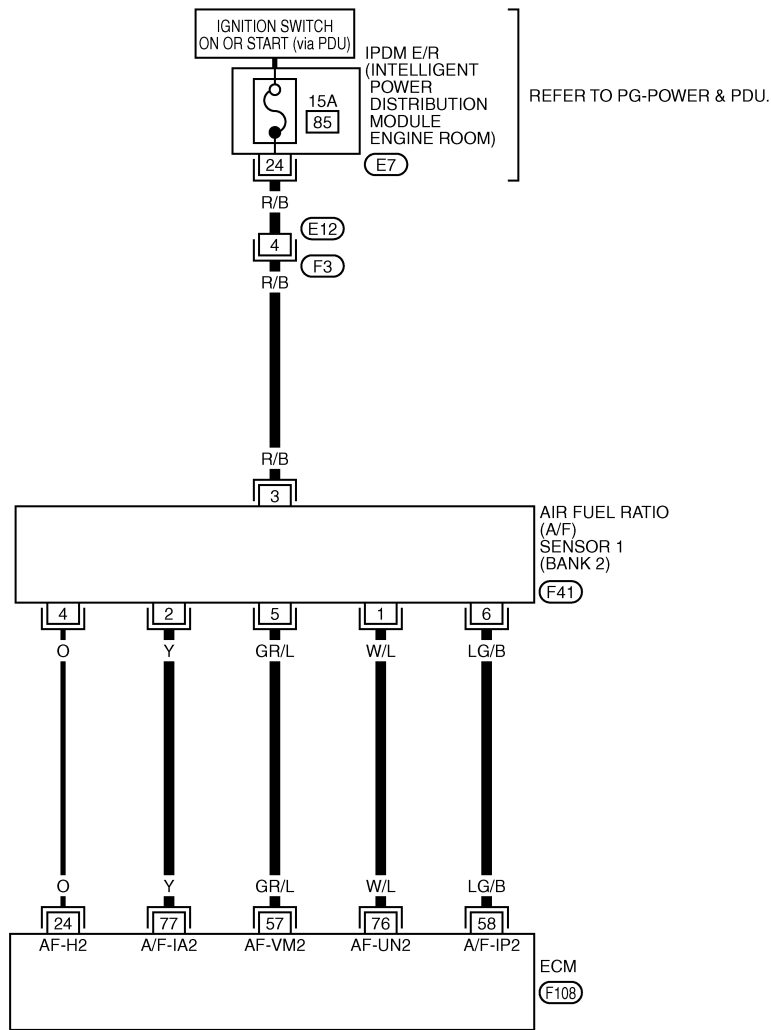 IGNITION SWITCH
ON OR START (via PDU)
IPDM E/R
(INTELLIGENT
POWER
DISTRIBUTION
MODULE
ENGINE ROOM)
15A
85
REFER TO PG-POWER & PDU.
24
E7
R/B
E12
4
F3
R/B
R/B
3
AIR FUEL RATIO
(A/F)
SENSOR 1
(BANK 2)
F41
4 2 5 1 6
O Y GR/L W/L LG/B
O Y GR/L W/L LG/B
24 77 57 76 58
AF-H2 A/F-IA2 AF-VM2 AF-UN2 A/F-IP2
ECM
F108